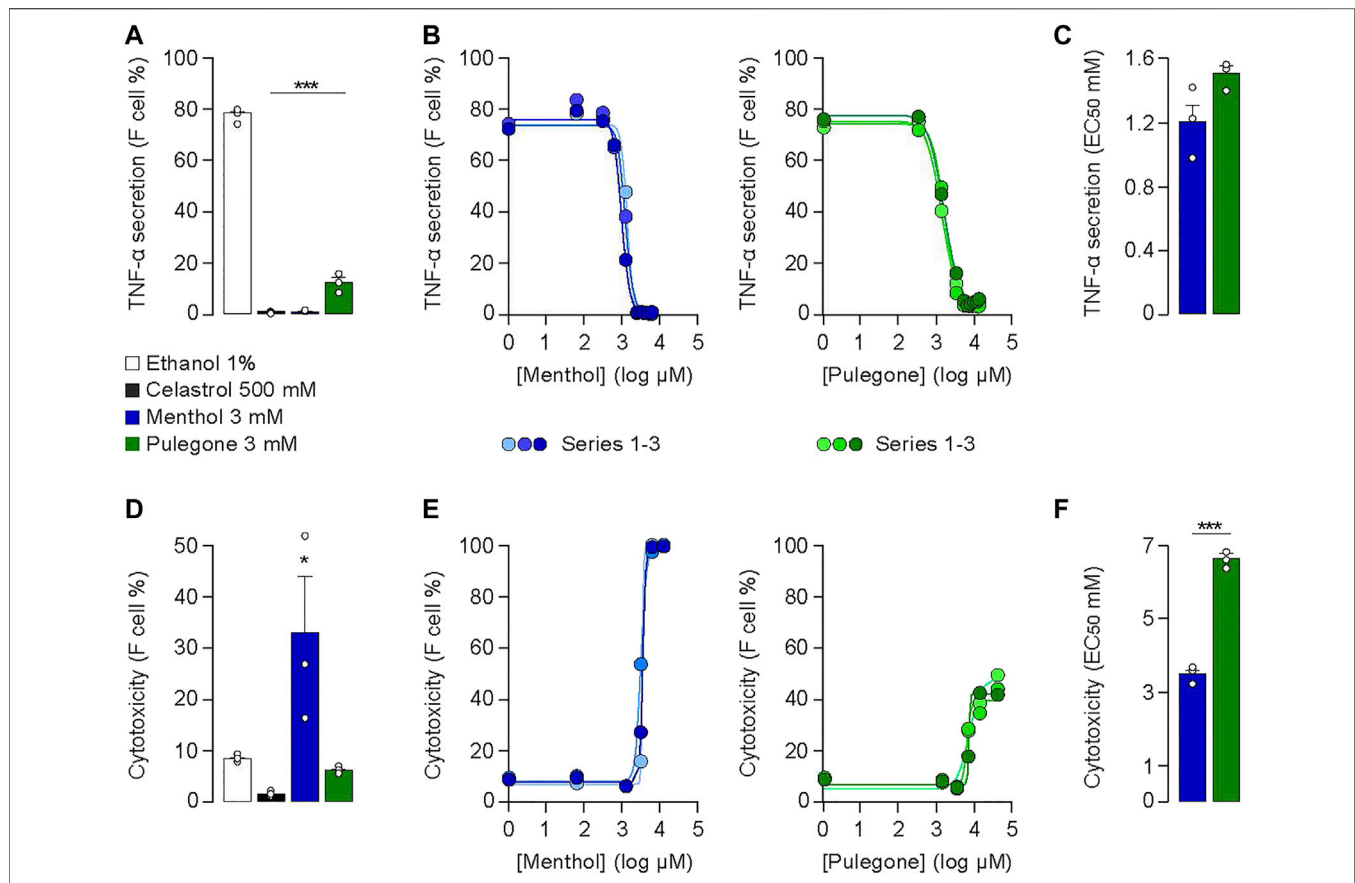 A
TNF-α secretion (F cell %)
100
80
60
40
20
0
***
Ethanol 1%
Celastrol 500 mM
Menthol 3 mM
Pulegone 3 mM
B
TNF-α secretion (F cell %)
100
80
60
40
20
0
0 1 2 3 4 5
[Menthol] (log µM)
Series 1-3
TNF-α secretion (F cell %)
100
80
60
40
20
0
0 1 2 3 4 5
[Pulegone] (log µM)
Series 1-3
C
TNF-α secretion (EC50 mM)
1.6
1.2
0.8
0.4
0
D
Cytotoxicity (F cell %)
50
40
30
20
10
0
*
E
Cytotoxicity (F cell %)
100
80
60
40
20
0
0 1 2 3 4 5
[Menthol] (log µM)
Cytotoxicity (F cell %)
100
80
60
40
20
0
0 1 2 3 4 5
[Pulegone] (log µM)
F
Cytotoxicity (EC50 mM)
7
5
3
1
0
***